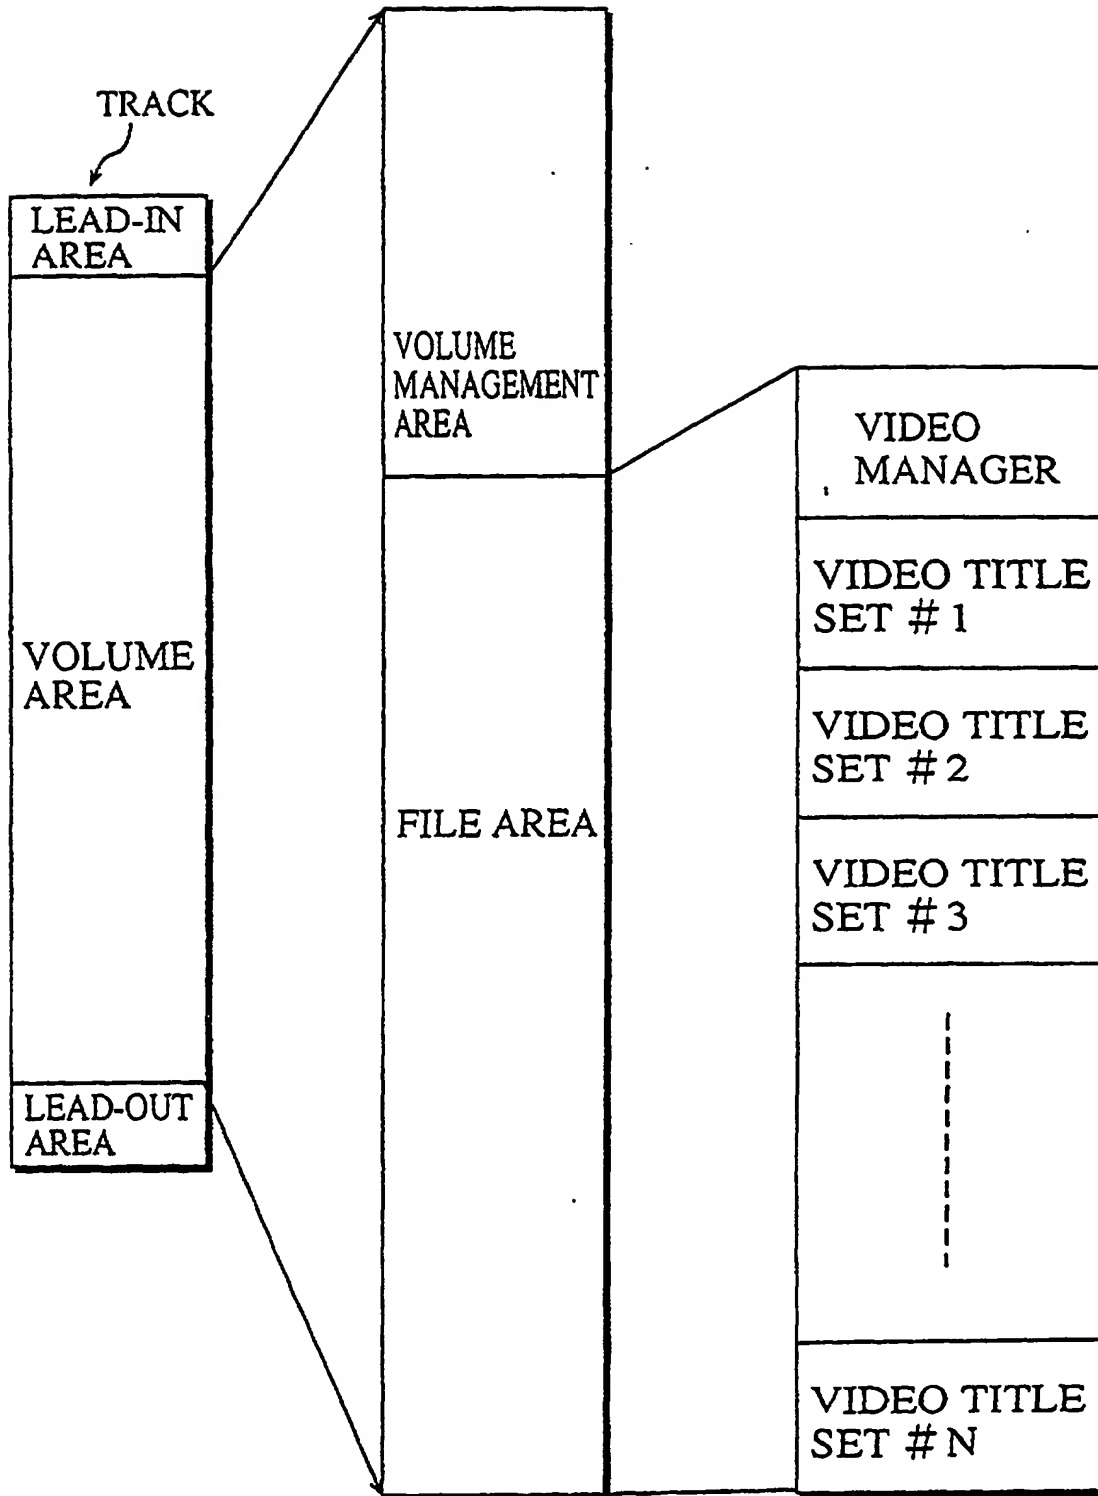 TRACK
LEAD-IN
AREA
VOLUME
AREA
LEAD-OUT
AREA
VOLUME
MANAGEMENT
AREA
FILE AREA
VIDEO
MANAGER
VIDEO TITLE
SET #1
VIDEO TITLE
SET #2
VIDEO TITLE
SET #3
VIDEO TITLE
SET #N